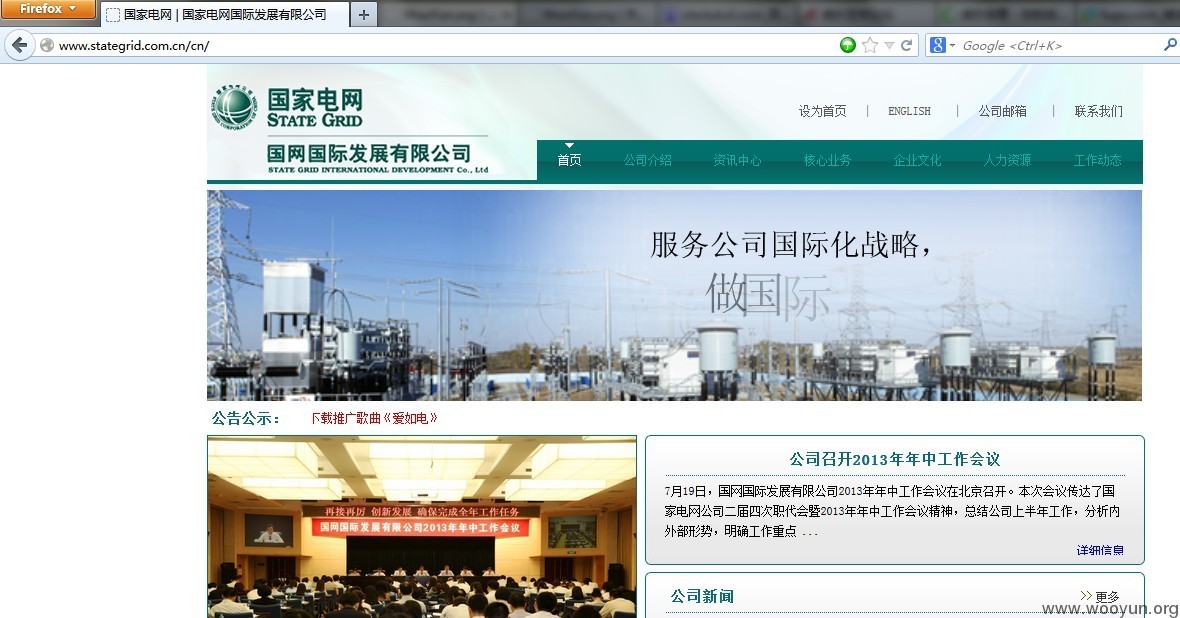 Firefox
国家电网 | 国家电网国际发展有限公司
www.stategrid.com.cn/cn/
Google <Ctrl+K>
国家电网
STATE GRID
国网国际发展有限公司
STATE GRID INTERNATIONAL DEVELOPMENT Co., Ltd
设为首页 | ENGLISH | 公司邮箱 | 联系我们
首页 公司介绍 资讯中心 核心业务 企业文化 人力资源 工作动态
服务公司国际化战略，
做国际
公告公示：
下载推广歌曲《爱如电》
再接再厉 创新发展 确保完成全年工作任务
国网国际发展有限公司2013年年中工作会议
公司召开2013年年中工作会议
7月19日，国网国际发展有限公司2013年年中工作会议在北京召开。本次会议传达了国
家电网公司二届四次职代会暨2013年年中工作会议精神，总结公司上半年工作，分析内
外部形势，明确工作重点 ...
详细信息
公司新闻
>> 更多
www.wooyun.org